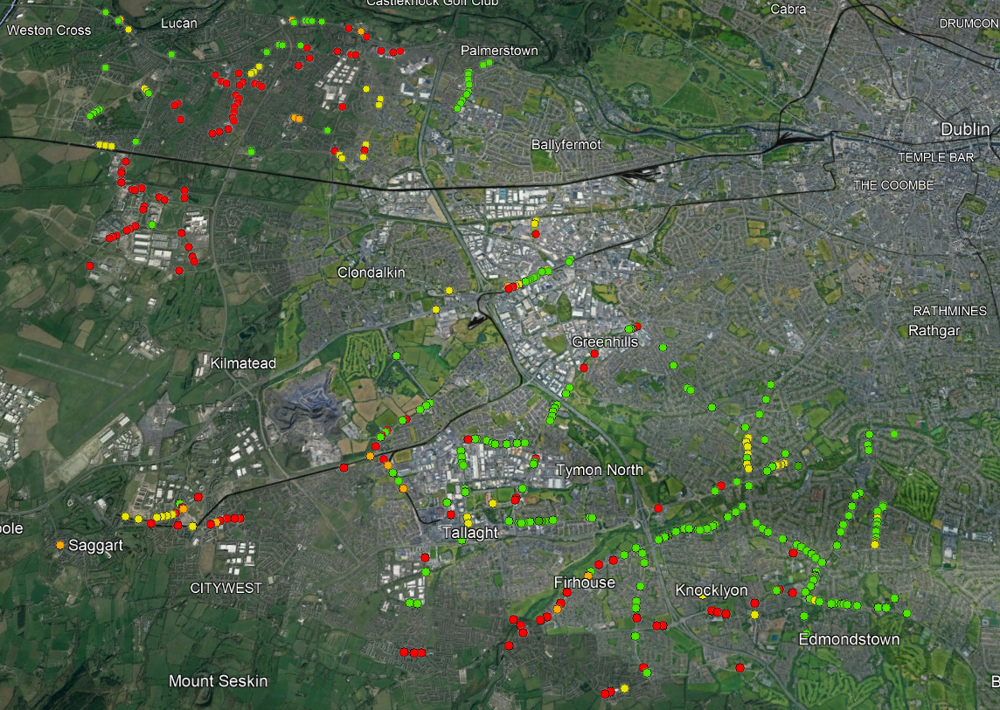 Castleknock Golf Club
Cabra
Lucan
Weston Cross
DRUMCON
Palmerstown
Dublin
Ballyfermot
TEMPLE BAR
THE COOMBE
Clondalkin
RATHMINES
Rathgar
Greenhills
Kilmatead
Tymon North
oole
Tallaght
Saggart
Firhouse
CITYWEST
Knocklyon
Edmondstown
Mount Seskin
B